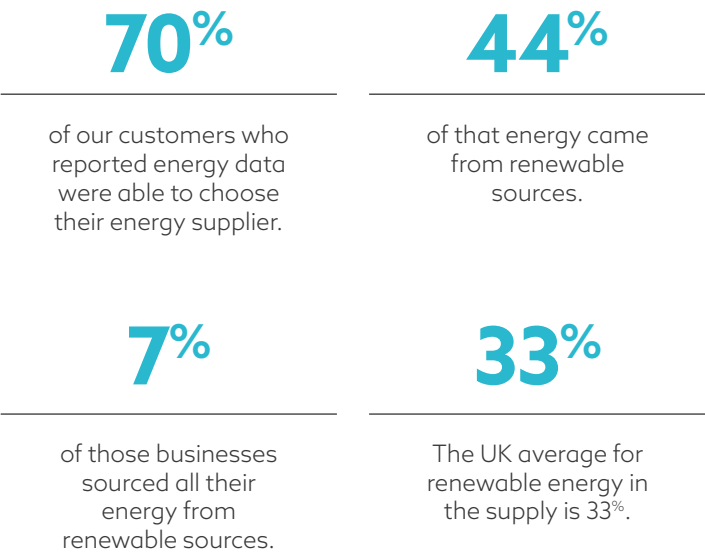 70%
of our customers who
reported energy data
were able to choose
their energy supplier.
44%
of that energy came
from renewable
sources.
7%
of those businesses
sourced all their
energy from
renewable sources.
33%
The UK average for
renewable energy in
the supply is 33%.